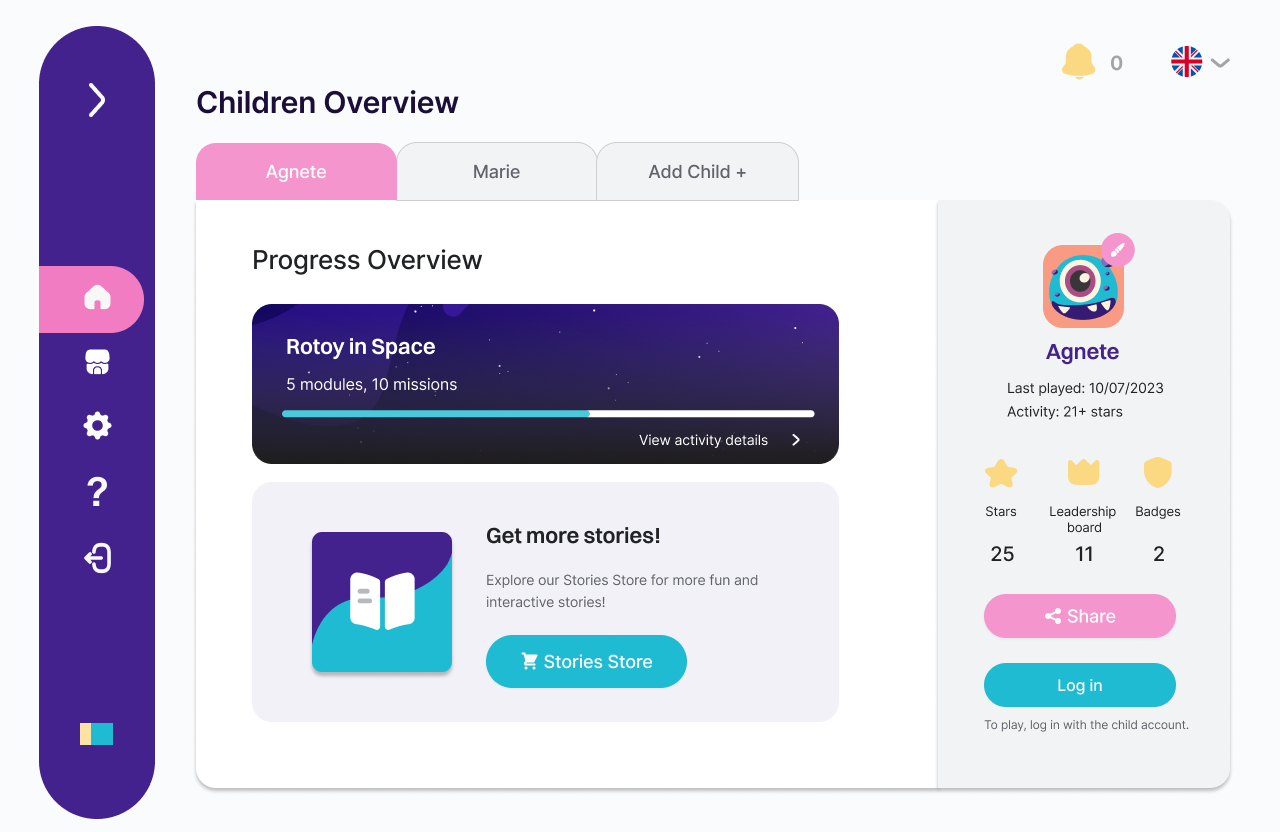 0
Children Overview
Agnete
Marie
Add Child +
Progress Overview
Rotoy in Space
5 modules, 10 missions
View activity details
Get more stories!
Explore our Stories Store for more fun and
interactive stories!
Stories Store
Agnete
Last played: 10/07/2023
Activity: 21+ stars
Stars
Leadership
board
Badges
25
11
2
Share
Log in
To play, log in with the child account.
?